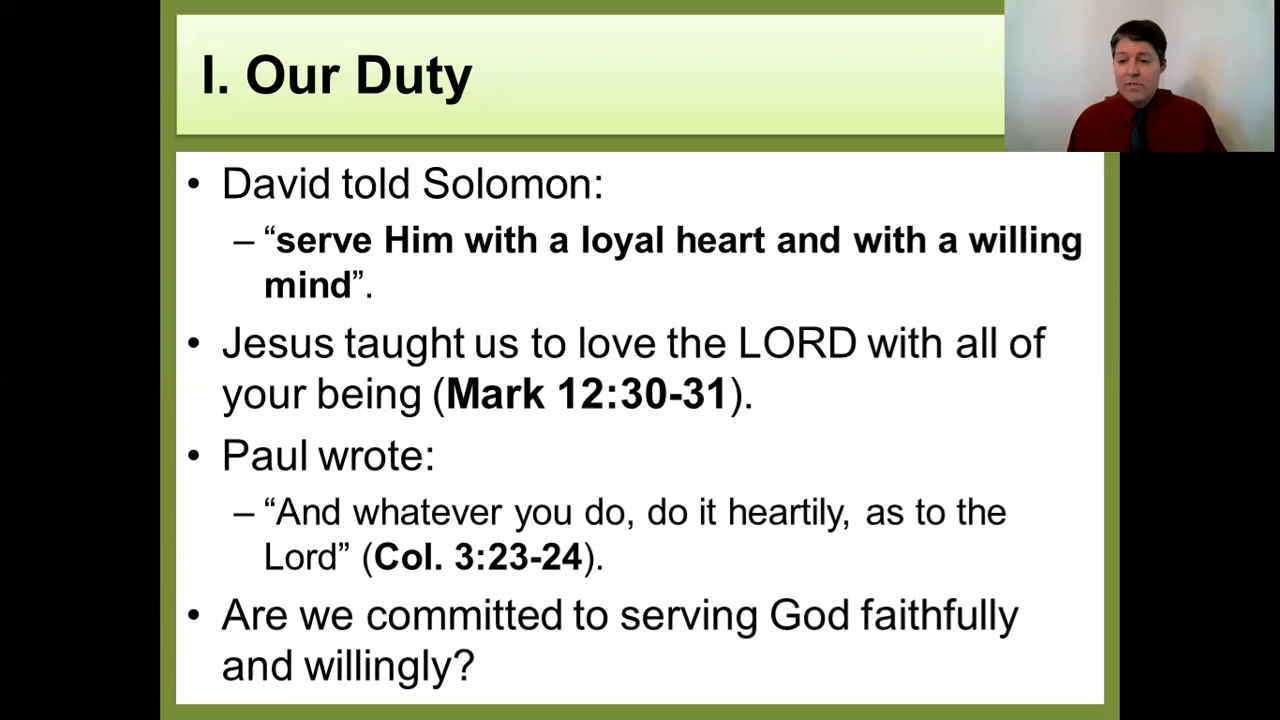 I. Our Duty
• David told Solomon:
– “serve Him with a loyal heart and with a willing
mind”.
• Jesus taught us to love the LORD with all of
your being (Mark 12:30-31).
• Paul wrote:
– “And whatever you do, do it heartily, as to the
Lord” (Col. 3:23-24).
• Are we committed to serving God faithfully
and willingly?